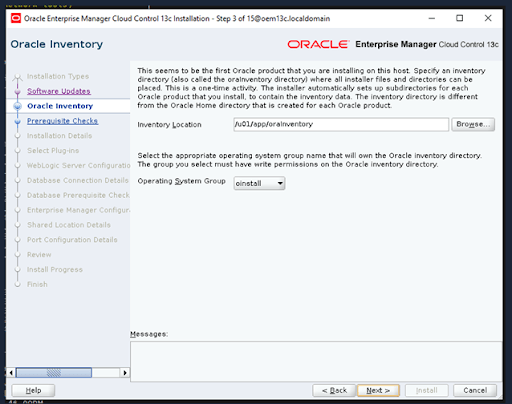 Oracle Enterprise Manager Cloud Control 13c Installation - Step 3 of 15@oem13c.localdomain
Oracle Inventory
ORACLE Enterprise Manager Cloud Control 13c
Installation Types
Software Updates
Oracle Inventory
Prerequisite Checks
Installation Details
Select Plug-ins
WebLogic Server Configuration
Database Connection Details
Database Prerequisite Check
Enterprise Manager Configur
Shared Location Details
Port Configuration Details
Review
Install Progress
Finish
This seems to be the first Oracle product that you are installing on this host. Specify an inventory
directory (also called the oraInventory directory) where all installer files and directories can be
placed. This is a one-time activity. The installer automatically sets up subdirectories for each
Oracle product that you install, to contain the inventory data. The inventory directory is different
from the Oracle Home directory that is created for each Oracle product.
Inventory Location /u01/app/oraInventory Browse...
Select the appropriate operating system group name that will own the Oracle inventory directory.
The group you select must have write permissions on the Oracle inventory directory.
Operating System Group oinstall
Messages:
Help < Back Next > Install Cancel